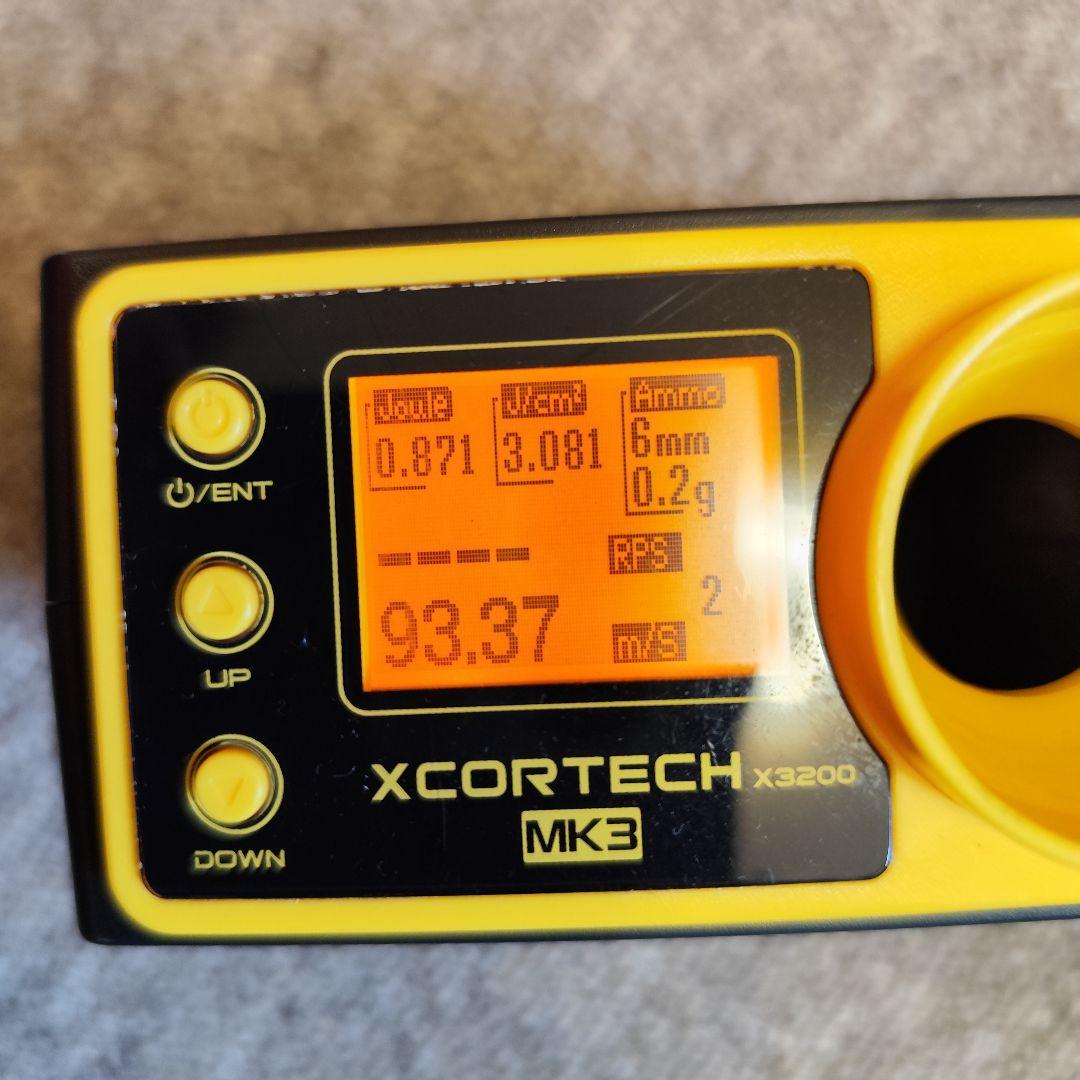 Joule J/cm² Ammo
0.871 3.081 6mm
0.2g
---- RPS
2
93.37 m/S
⏻/ENT
UP
DOWN
XCORTECH X3200
MK3